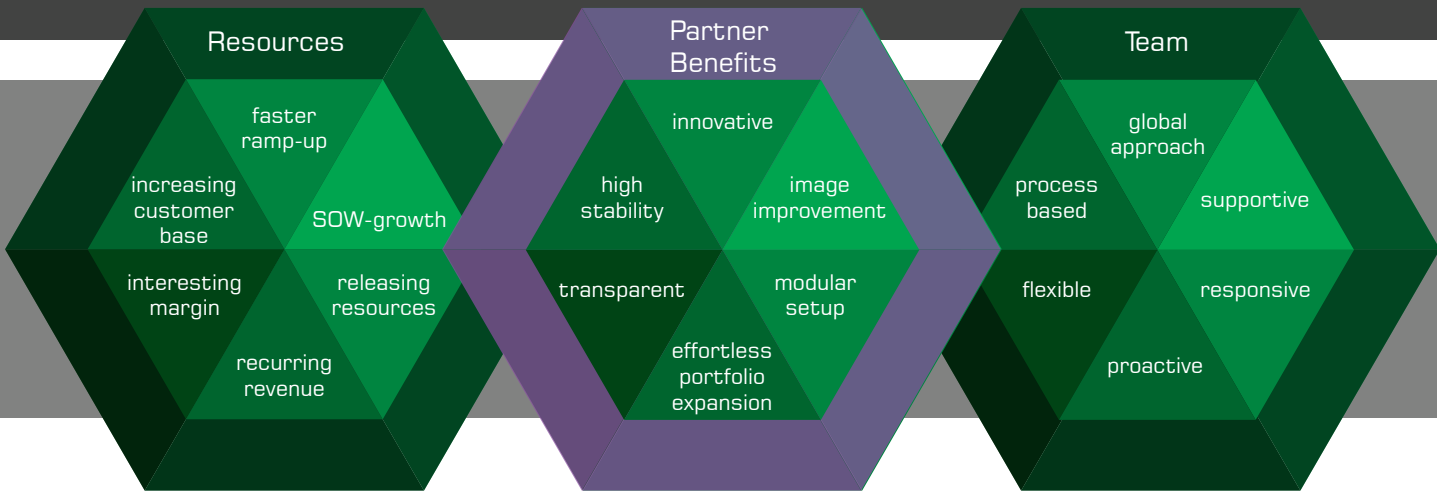 Resources
faster
ramp-up
increasing
customer
base
SOW-growth
interesting
margin
releasing
resources
recurring
revenue
Partner
Benefits
innovative
high
stability
image
improvement
transparent
modular
setup
effortless
portfolio
expansion
Team
global
approach
process
based
supportive
flexible
responsive
proactive